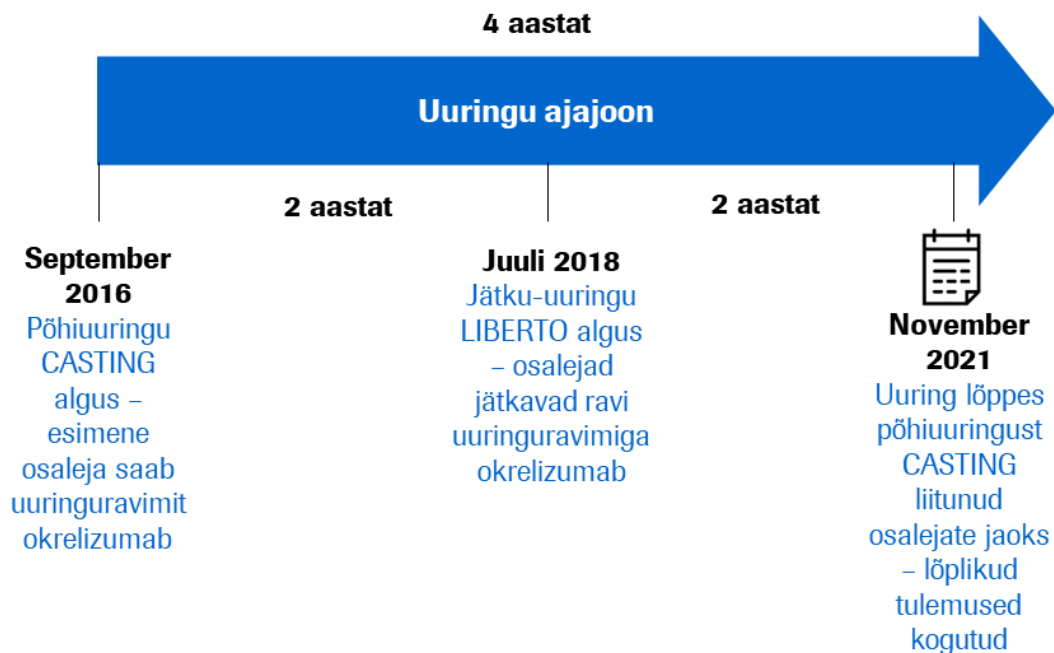 4 aastat
Uuringu ajajoon
2 aastat
2 aastat
September
2016
Põhiuuringu
CASTING
algus –
esimene
osaleja saab
uuringuravimit
okrelizumab
Juuli 2018
Jätku-uuringu
LIBERTO algus
– osalejad
jätkavad ravi
uuringuravimiga
okrelizumab
November
2021
Uuring lõppes
põhiuuringust
CASTING
liitunud
osalejate jaoks
– lõplikud
tulemused
kogutud